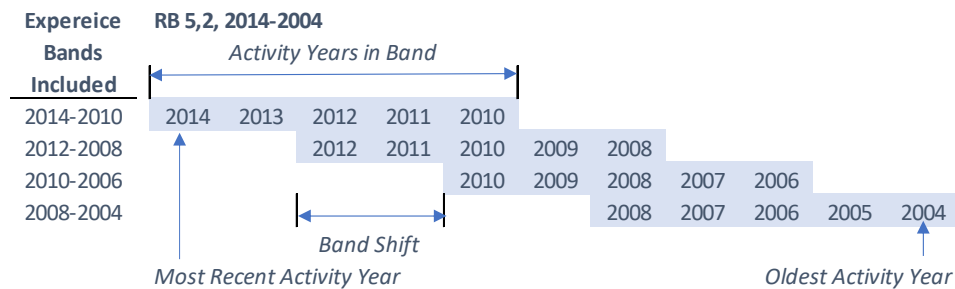 Expereice RB 5,2, 2014-2004
Bands Activity Years in Band
Included
2014-2010 2014 2013 2012 2011 2010
2012-2008 2012 2011 2010 2009 2008
2010-2006 2010 2009 2008 2007 2006
2008-2004 2008 2007 2006 2005 2004
Band Shift
Most Recent Activity Year Oldest Activity Year